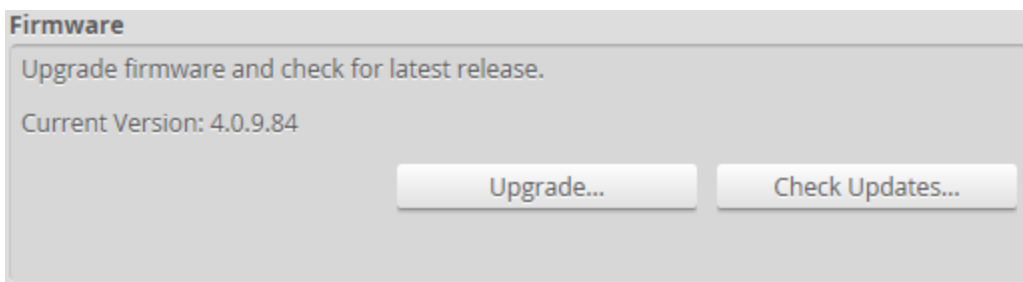 Firmware
Upgrade firmware and check for latest release.
Current Version: 4.0.9.84
Upgrade... Check Updates...